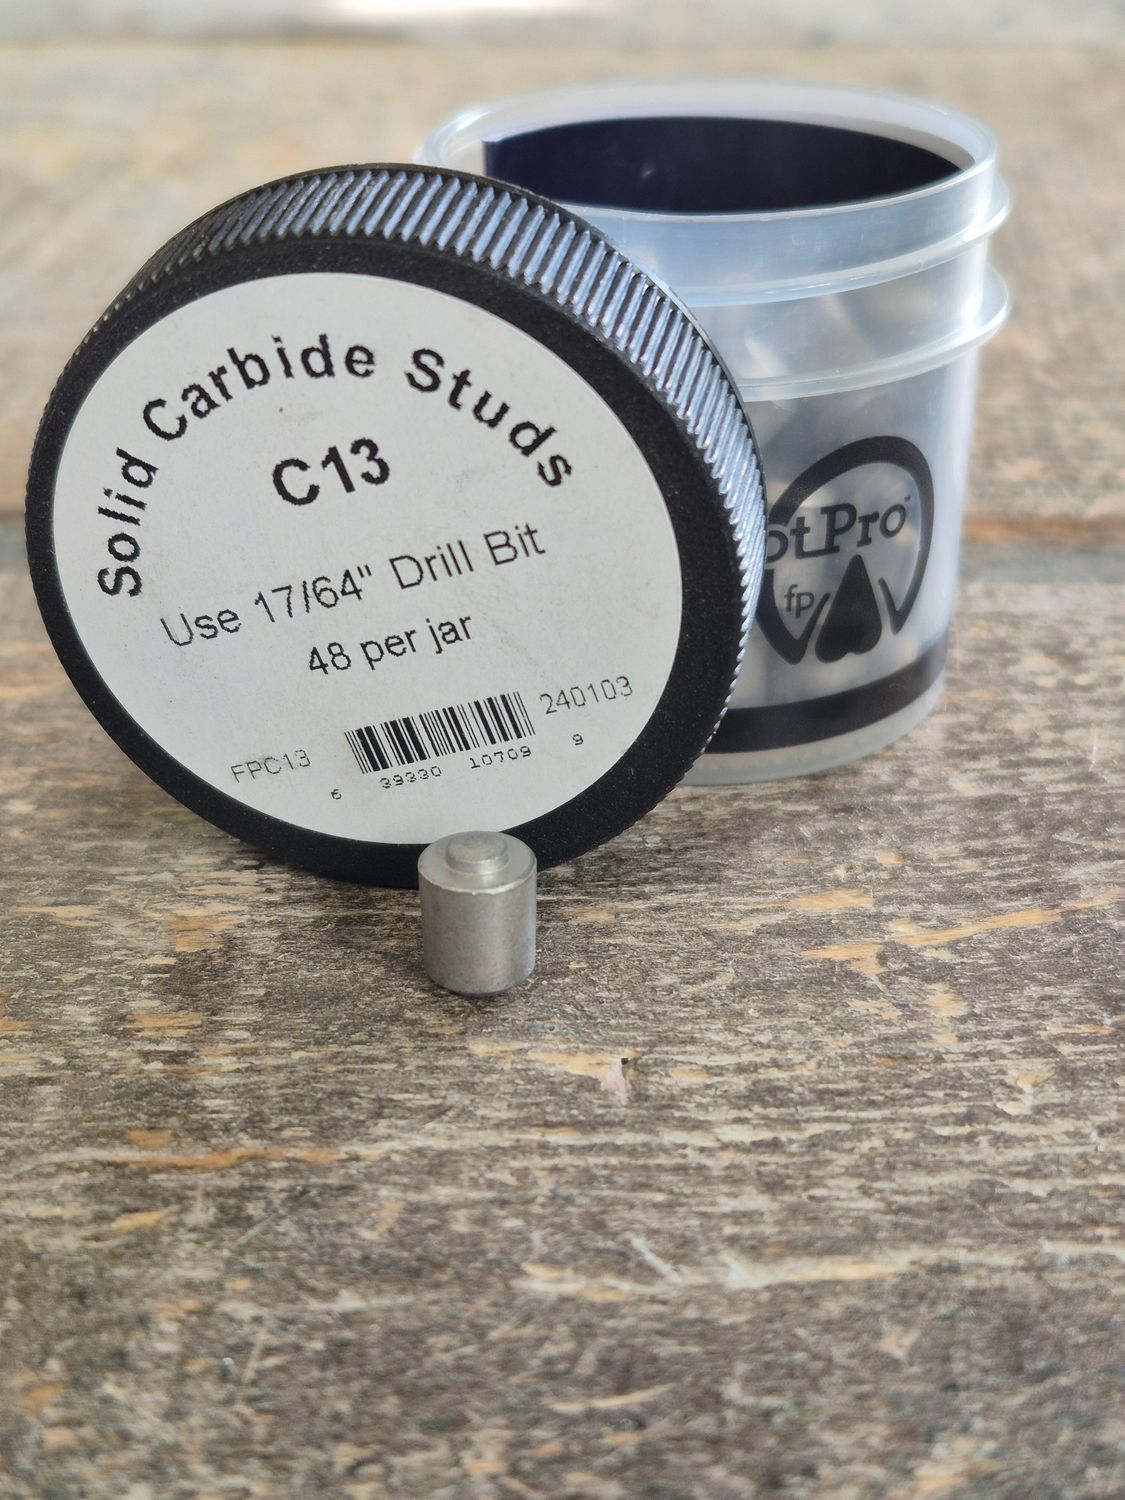 Solid Carbide Studs
C13
Use 17/64" Drill Bit
48 per jar
FPC13
240103
6 39330 10709 9
Pro™
fp